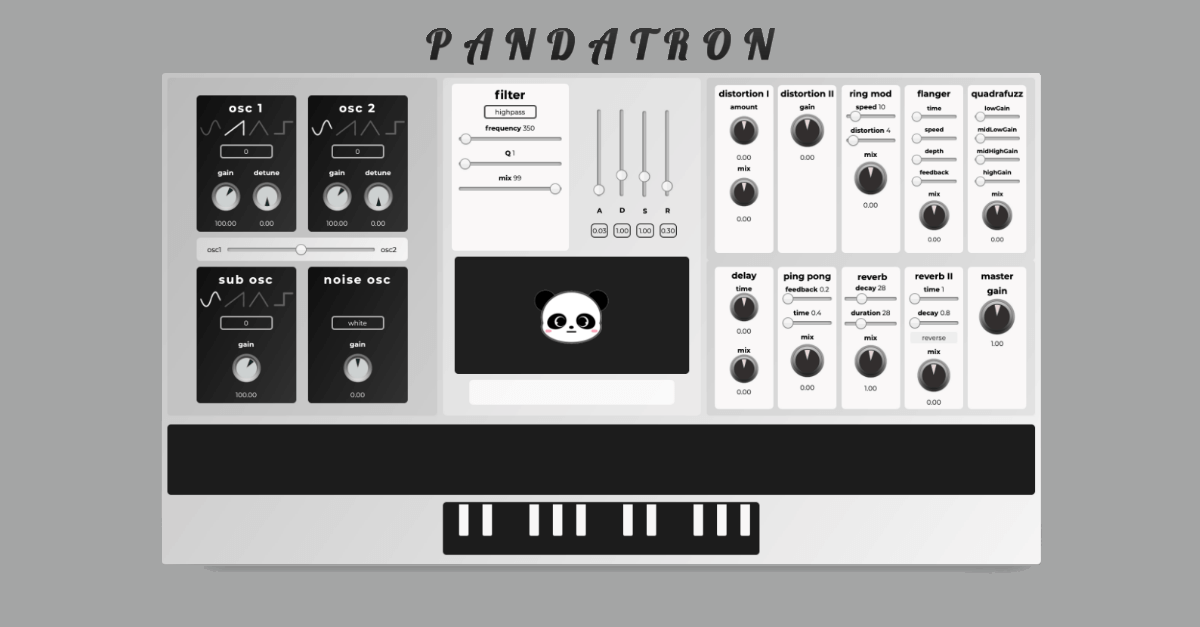 PANDATRON
osc 1
0
gain detune
100.00 0.00
osc 2
0
gain detune
100.00 0.00
osc1 osc2
sub osc
0
gain
100.00
noise osc
white
gain
0.00
filter
highpass
frequency 350
Q 1
mix 99
A D S R
0.03 1.00 1.00 0.30
distortion I
amount
0.00
mix
0.00
distortion II
gain
0.00
ring mod
speed 10
distortion 4
mix
0.00
flanger
time
speed
depth
feedback
mix
0.00
quadrafuzz
lowGain
midLowGain
midHighGain
highGain
mix
0.00
delay
time
0.00
mix
0.00
ping pong
feedback 0.2
time 0.4
mix
0.00
reverb
decay 28
duration 28
mix
1.00
reverb II
time 1
decay 0.8
reverse
mix
0.00
master
gain
1.00